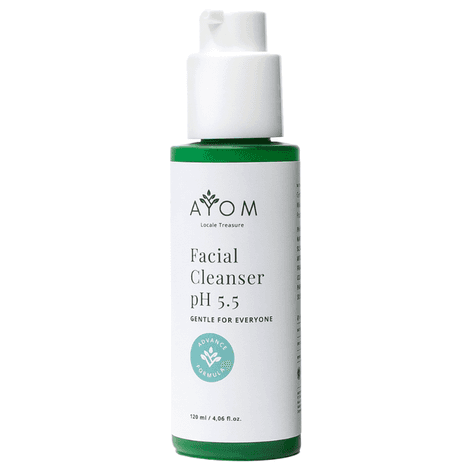 AYOM
Locale Treasure
Facial
Cleanser
pH 5.5
GENTLE FOR EVERYONE
ADVANCE
FORMULA
120 ml / 4,06 fl.oz.